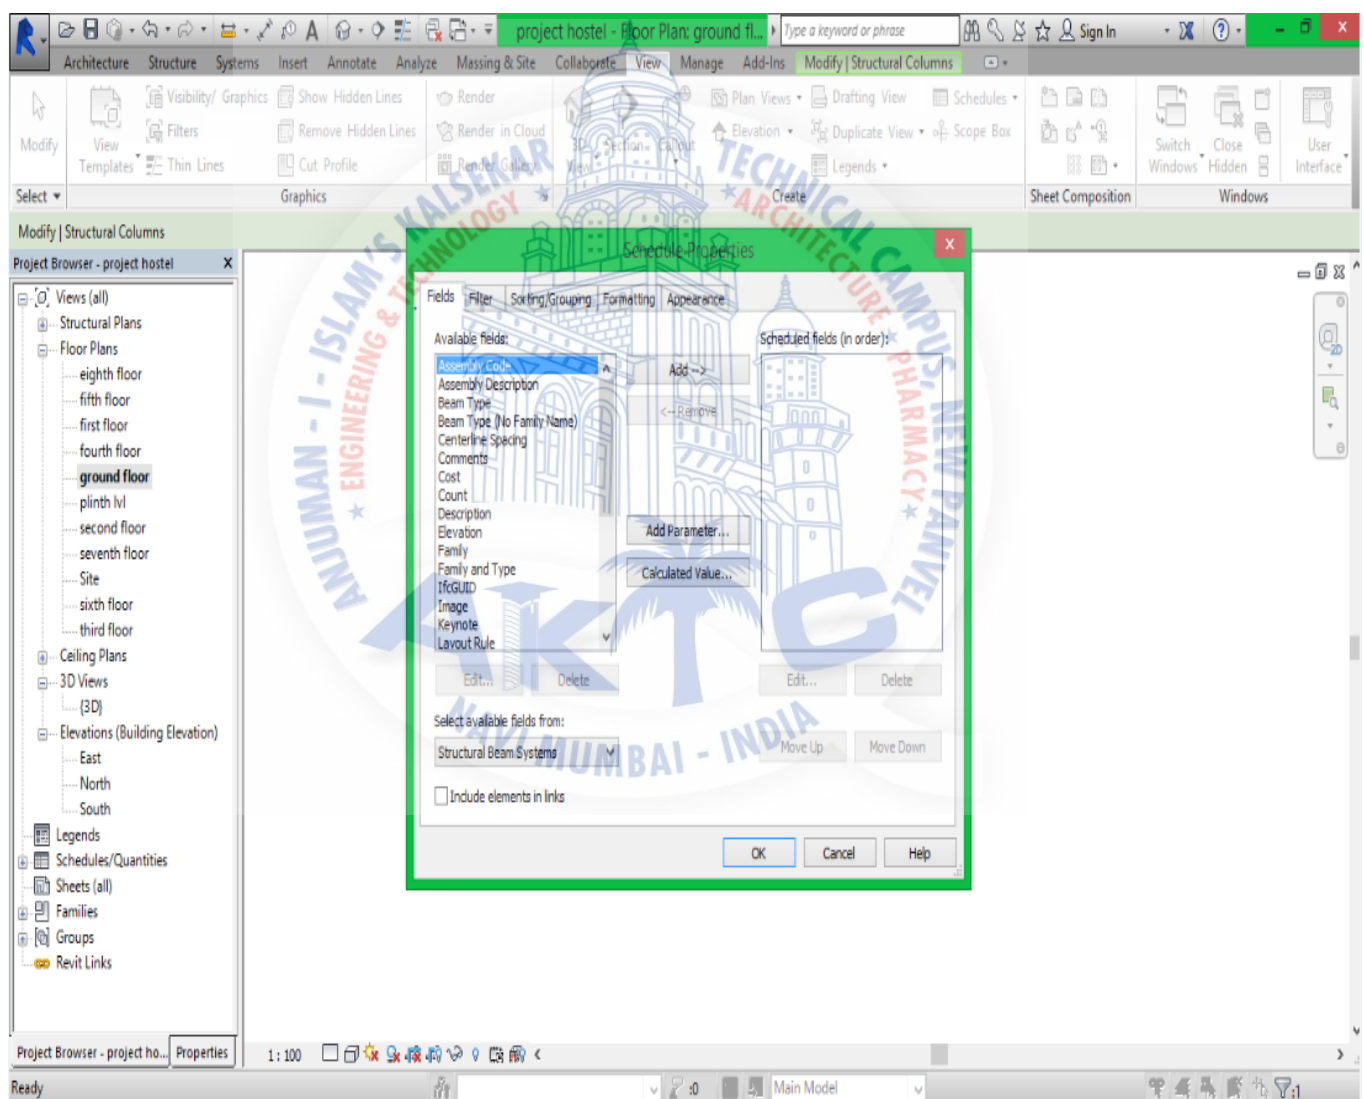 project hostel - Floor Plan: ground fl...
Type a keyword or phrase
Sign In
Architecture Structure Systems Insert Annotate Analyze Massing & Site Collaborate View Manage Add-Ins Modify | Structural Columns
Visibility/ Graphics Show Hidden Lines Render Plan Views Drafting View Schedules
Filters Remove Hidden Lines Render in Cloud Elevation Duplicate View Scope Box
Modify View Templates Thin Lines Cut Profile Render Gallery 3D View Section Callout Legends Switch Windows Close Hidden User Interface
Select Graphics Create Sheet Composition Windows
Modify | Structural Columns
Project Browser - project hostel X
Views (all)
Structural Plans
Floor Plans
eighth floor
fifth floor
first floor
fourth floor
ground floor
plinth lvl
second floor
seventh floor
Site
sixth floor
third floor
Ceiling Plans
3D Views
{3D}
Elevations (Building Elevation)
East
North
South
Legends
Schedules/Quantities
Sheets (all)
Families
Groups
Revit Links
Project Browser - project ho... Properties
Schedule Properties
Fields Filter Sorting/Grouping Formatting Appearance
Available fields:
Assembly Code
Assembly Description
Beam Type
Beam Type (No Family Name)
Centerline Spacing
Comments
Cost
Count
Description
Elevation
Family
Family and Type
IfcGUID
Image
Keynote
Layout Rule
Add -->
<-- Remove
Add Parameter...
Calculated Value...
Scheduled fields (in order):
Edit... Delete
Edit... Delete
Select available fields from:
Structural Beam Systems
Move Up Move Down
Include elements in links
OK Cancel Help
2D
1 : 100
Ready
:0 Main Model :1
ANJUMAN - I - ISLAM'S KALSEKAR TECHNICAL CAMPUS, NEW PANVEL
ENGINEERING & TECHNOLOGY ARCHITECTURE PHARMACY
AKTC
NAVI MUMBAI - INDIA